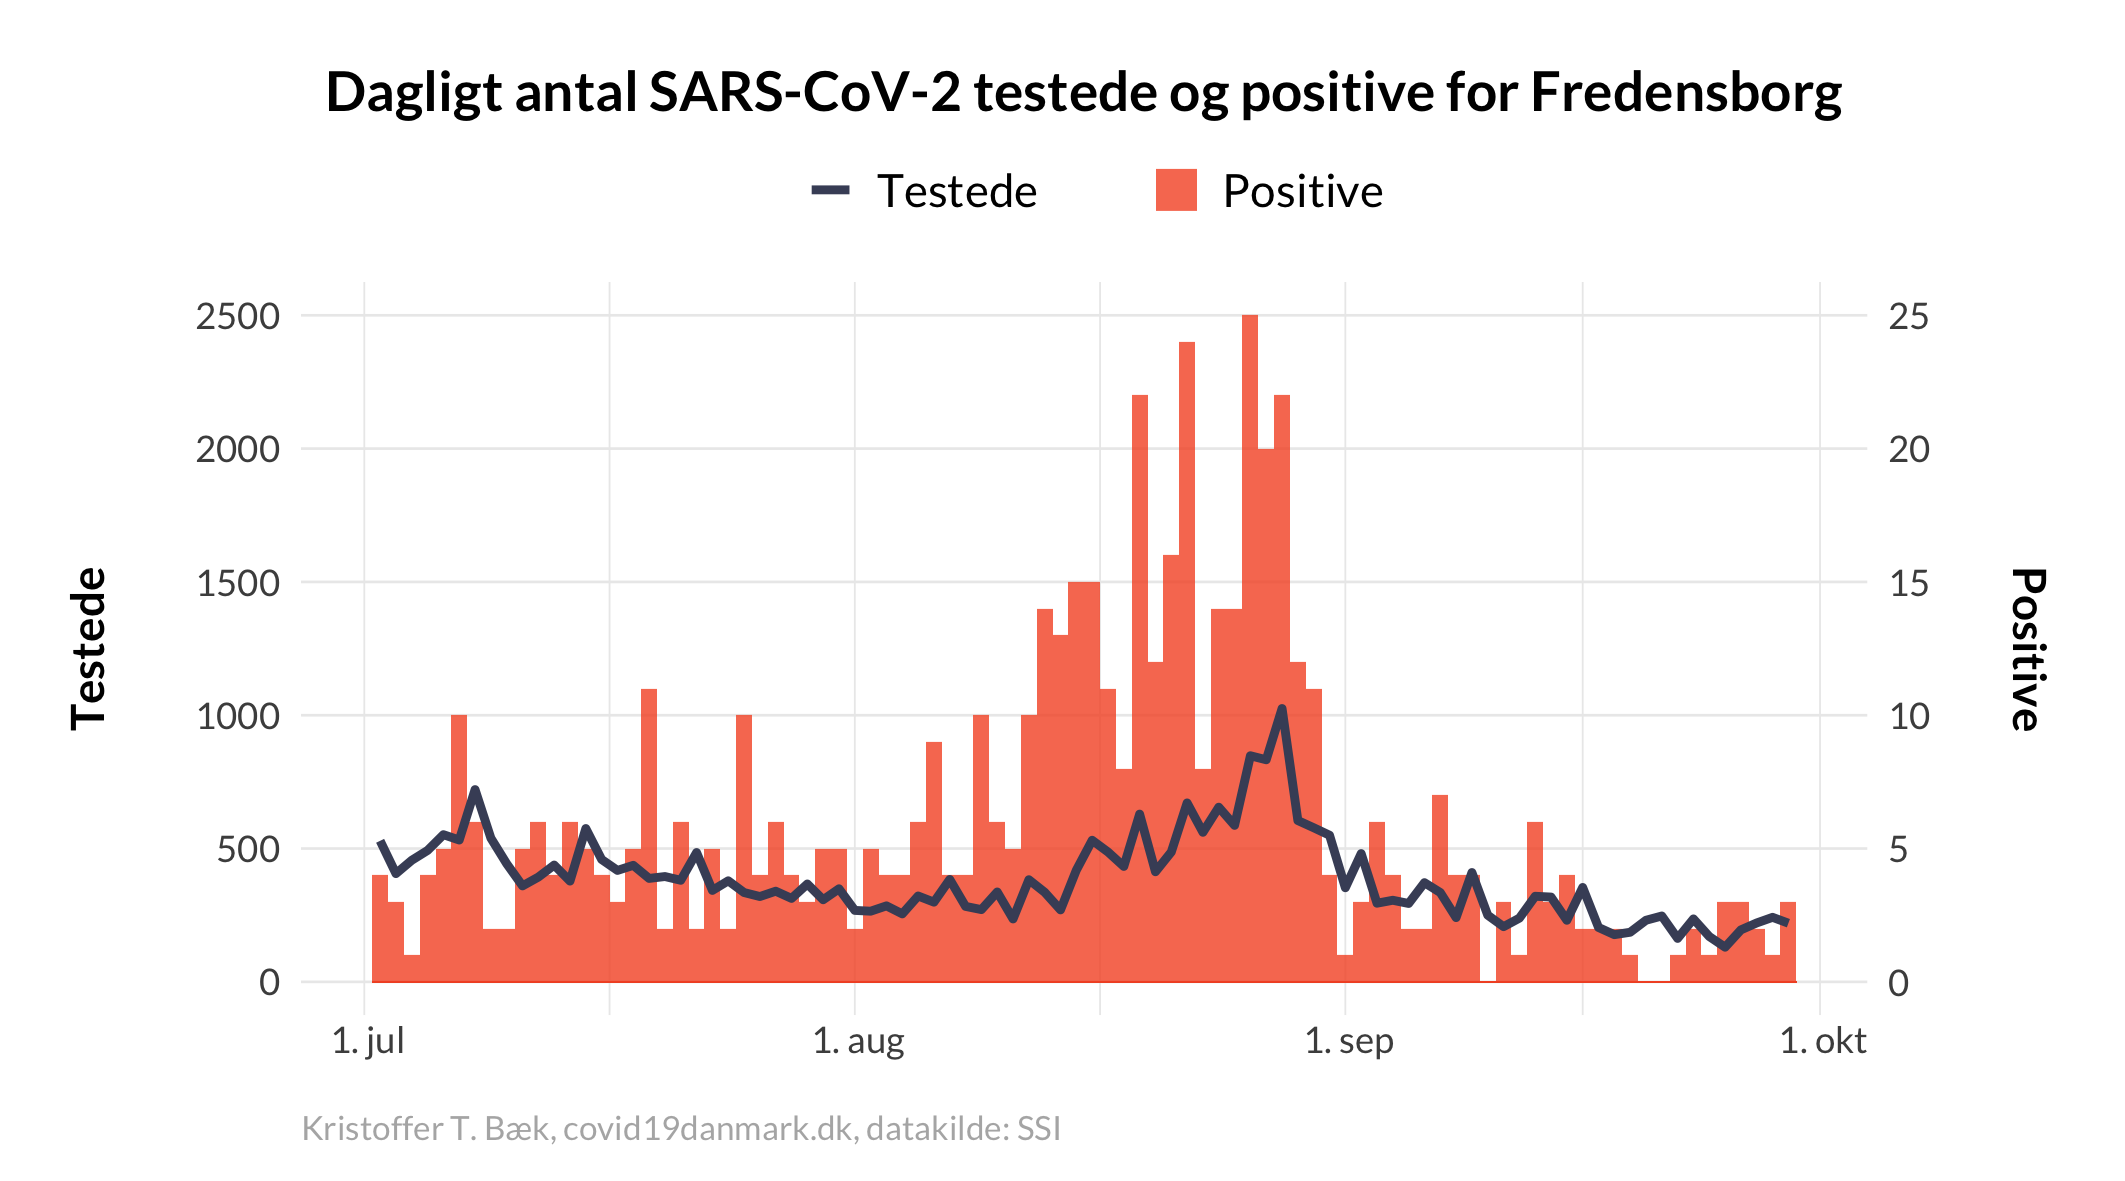 Dagligt antal SARS-CoV-2 testede og positive for Fredensborg
Testede
Positive
2500
2000
1500
1000
500
0
Testede
25
20
15
10
5
0
Positive
1. jul
1. aug
1. sep
1. okt
Kristoffer T. Bæk, covid19danmark.dk, datakilde: SSI